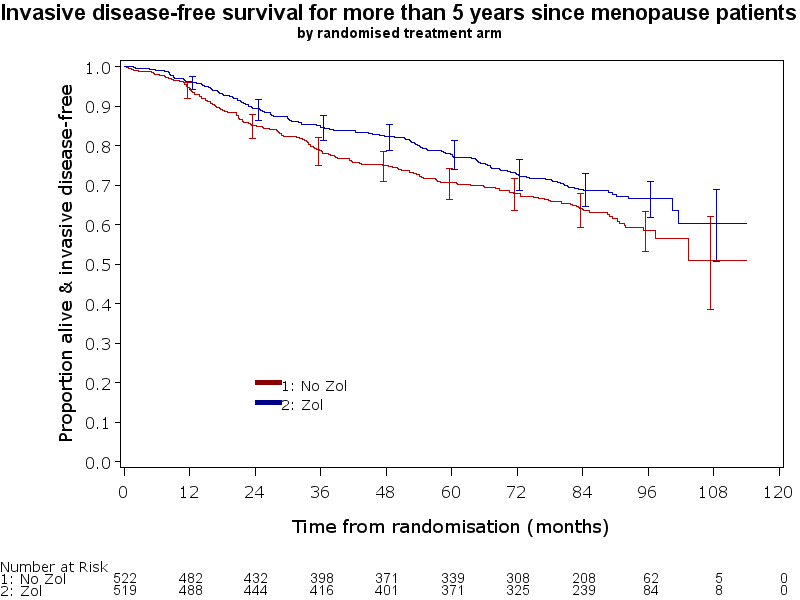 Invasive disease-free survival for more than 5 years since menopause patients
by randomised treatment arm
Proportion alive & invasive disease-free
1.0
0.9
0.8
0.7
0.6
0.5
0.4
0.3
0.2
0.1
0.0
1: No Zol
2: Zol
0 12 24 36 48 60 72 84 96 108 120
Time from randomisation (months)
Number at Risk
1: No Zol 522 482 432 398 371 339 308 208 62 5 0
2: Zol 519 488 444 416 401 371 325 239 84 8 0